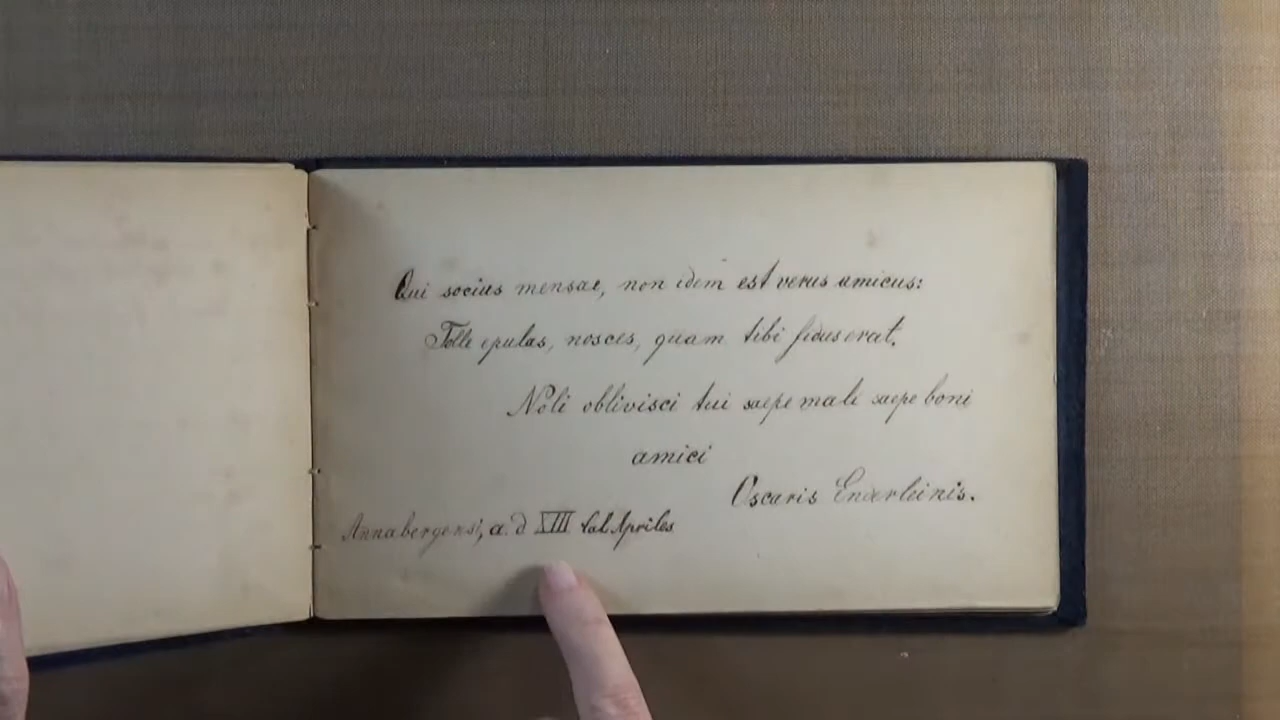 Qui socius mensae, non idem est verus amicus:
Tolle epulas, nosces, quam tibi fidus erat.
Noli oblivisci tui saepe mali saepe boni
amici
Oscaris Enderleinis.
Annabergensi, a. d XIII Cal Apriles